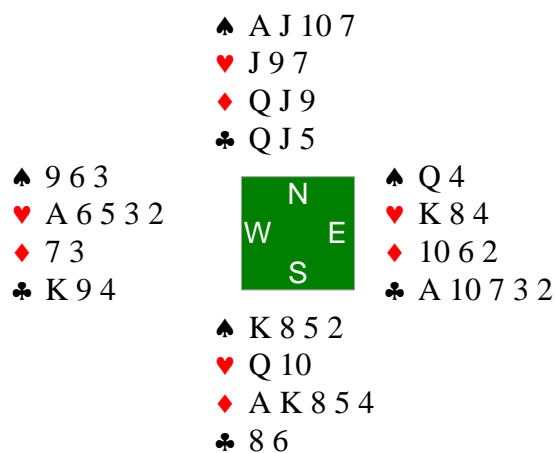 ♠ A J 10 7
♥ J 9 7
♦ Q J 9
♣ Q J 5
♠ 9 6 3
♥ A 6 5 3 2
♦ 7 3
♣ K 9 4
N
W E
S
♠ Q 4
♥ K 8 4
♦ 10 6 2
♣ A 10 7 3 2
♠ K 8 5 2
♥ Q 10
♦ A K 8 5 4
♣ 8 6